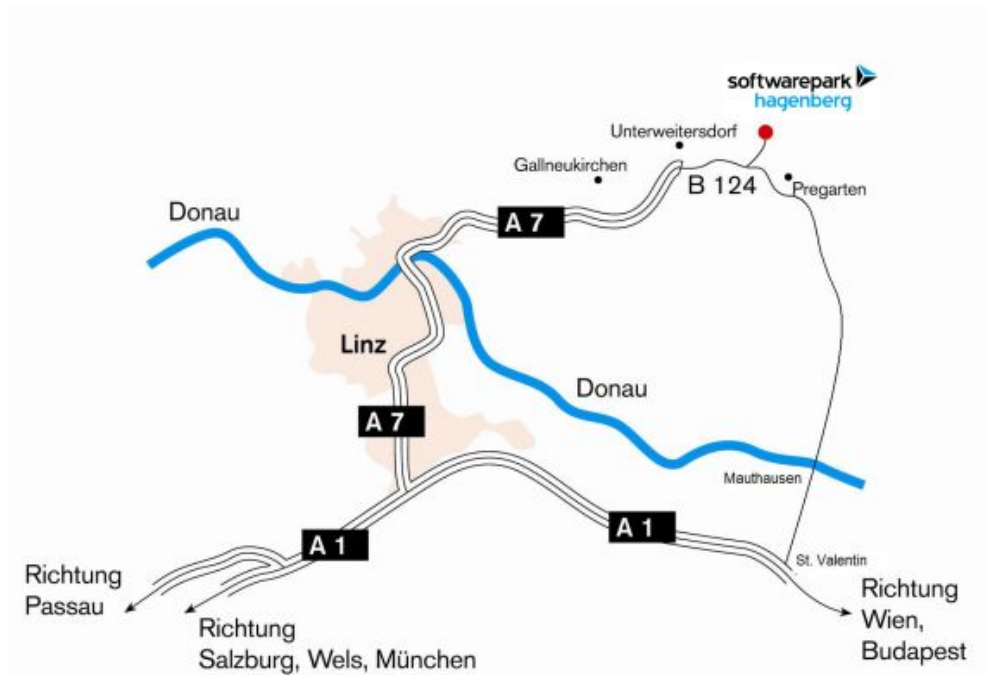 softwarepark
hagenberg
Unterweitersdorf
Gallneukirchen
B 124
Pregarten
Donau
A 7
Linz
Donau
A 7
Mauthausen
A 1
A 1
St. Valentin
Richtung
Passau
Richtung
Wien,
Budapest
Richtung
Salzburg, Wels, München